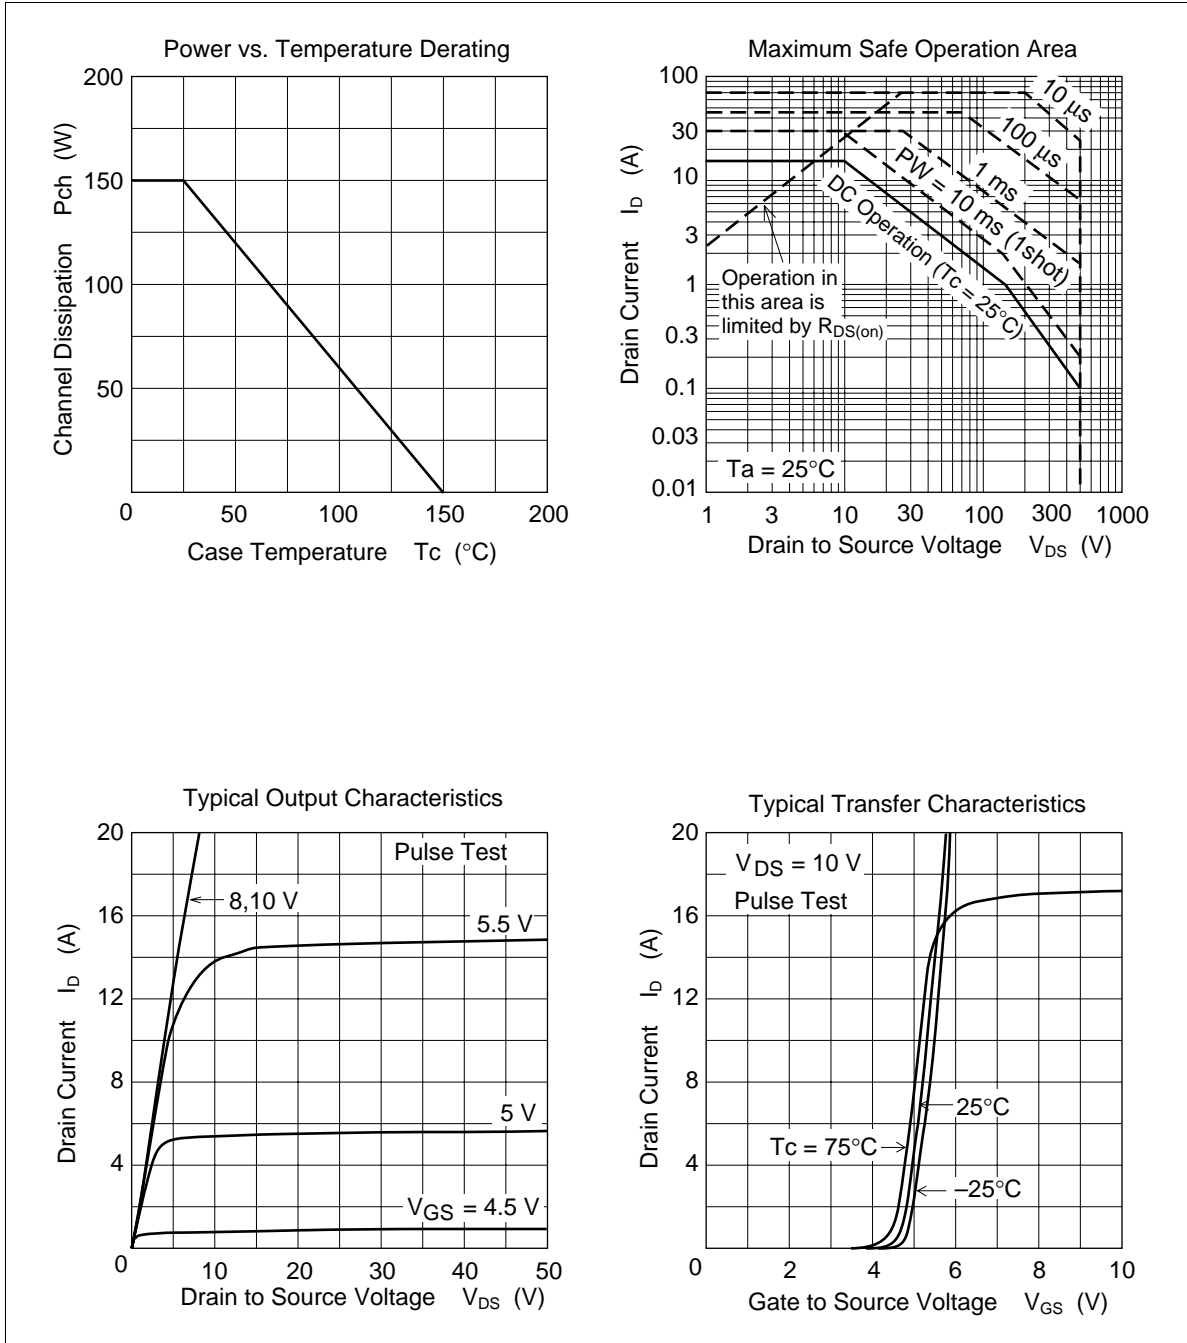 Power vs. Temperature Derating
200
150
100
50
Channel Dissipation Pch (W)
0 50 100 150 200
Case Temperature Tc (°C)
Maximum Safe Operation Area
100
30
10
3
1
0.3
0.1
0.03
0.01
Drain Current I_D (A)
10 µs
100 µs
1 ms
PW = 10 ms (1shot)
DC Operation (Tc = 25°C)
Operation in
this area is
limited by R_DS(on)
Ta = 25°C
1 3 10 30 100 300 1000
Drain to Source Voltage V_DS (V)
Typical Output Characteristics
20
16
12
8
4
Drain Current I_D (A)
Pulse Test
8,10 V
5.5 V
5 V
V_GS = 4.5 V
0 10 20 30 40 50
Drain to Source Voltage V_DS (V)
Typical Transfer Characteristics
20
16
12
8
4
Drain Current I_D (A)
V_DS = 10 V
Pulse Test
25°C
Tc = 75°C
–25°C
0 2 4 6 8 10
Gate to Source Voltage V_GS (V)